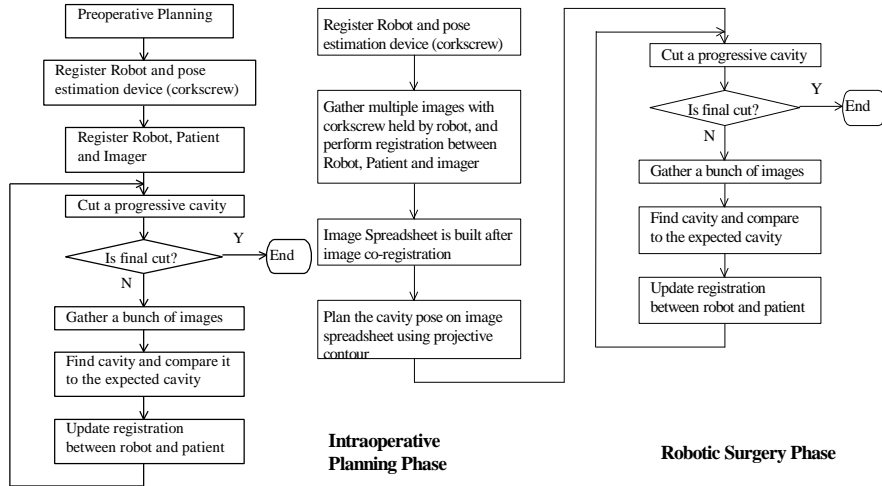 Preoperative Planning
Register Robot and pose
estimation device (corkscrew)
Register Robot, Patient
and Imager
Cut a progressive cavity
Is final cut?
Y
End
N
Gather a bunch of images
Find cavity and compare it
to the expected cavity
Update registration
between robot and patient
Register Robot and pose
estimation device (corkscrew)
Gather multiple images with
corkscrew held by robot, and
perform registration between
Robot, Patient and imager
Image Spreadsheet is built after
image co-registration
Plan the cavity pose on image
spreadsheet using projective
contour
Intraoperative
Planning Phase
Cut a progressive cavity
Is final cut?
Y
End
N
Gather a bunch of images
Find cavity and compare
to the expected cavity
Update registration
between robot and patient
Robotic Surgery Phase